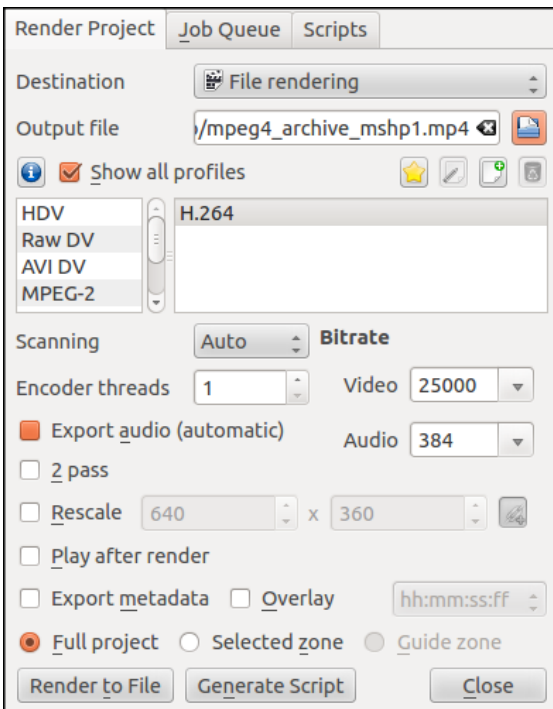 Render Project Job Queue Scripts
Destination File rendering
Output file /mpeg4_archive_mshp1.mp4
Show all profiles
HDV H.264
Raw DV
AVI DV
MPEG-2
Scanning Auto Bitrate
Encoder threads 1 Video 25000
Export audio (automatic) Audio 384
2 pass
Rescale 640 x 360
Play after render
Export metadata Overlay hh:mm:ss:ff
Full project Selected zone Guide zone
Render to File Generate Script Close